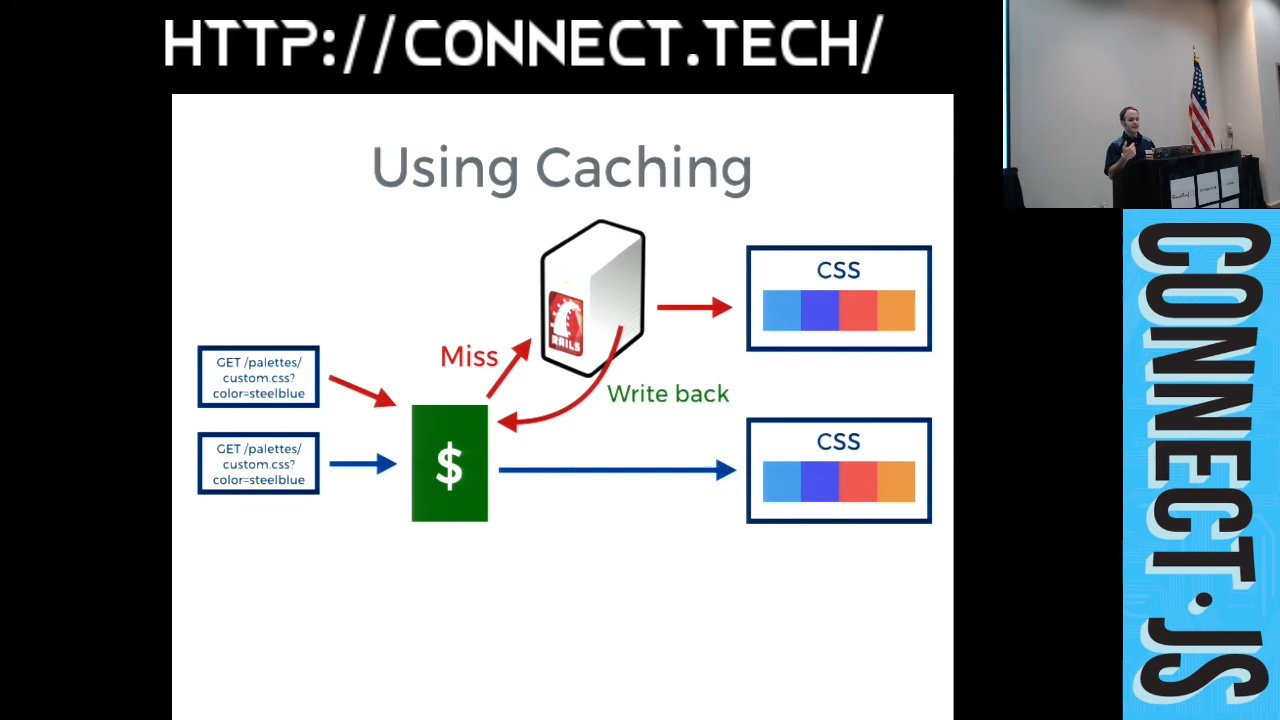 HTTP://CONNECT.TECH/
Using Caching
CSS
RAILS
Miss
GET /palettes/
custom.css?
color=steelblue
Write back
GET /palettes/
custom.css?
color=steelblue
$
CSS
CONNECT.JS